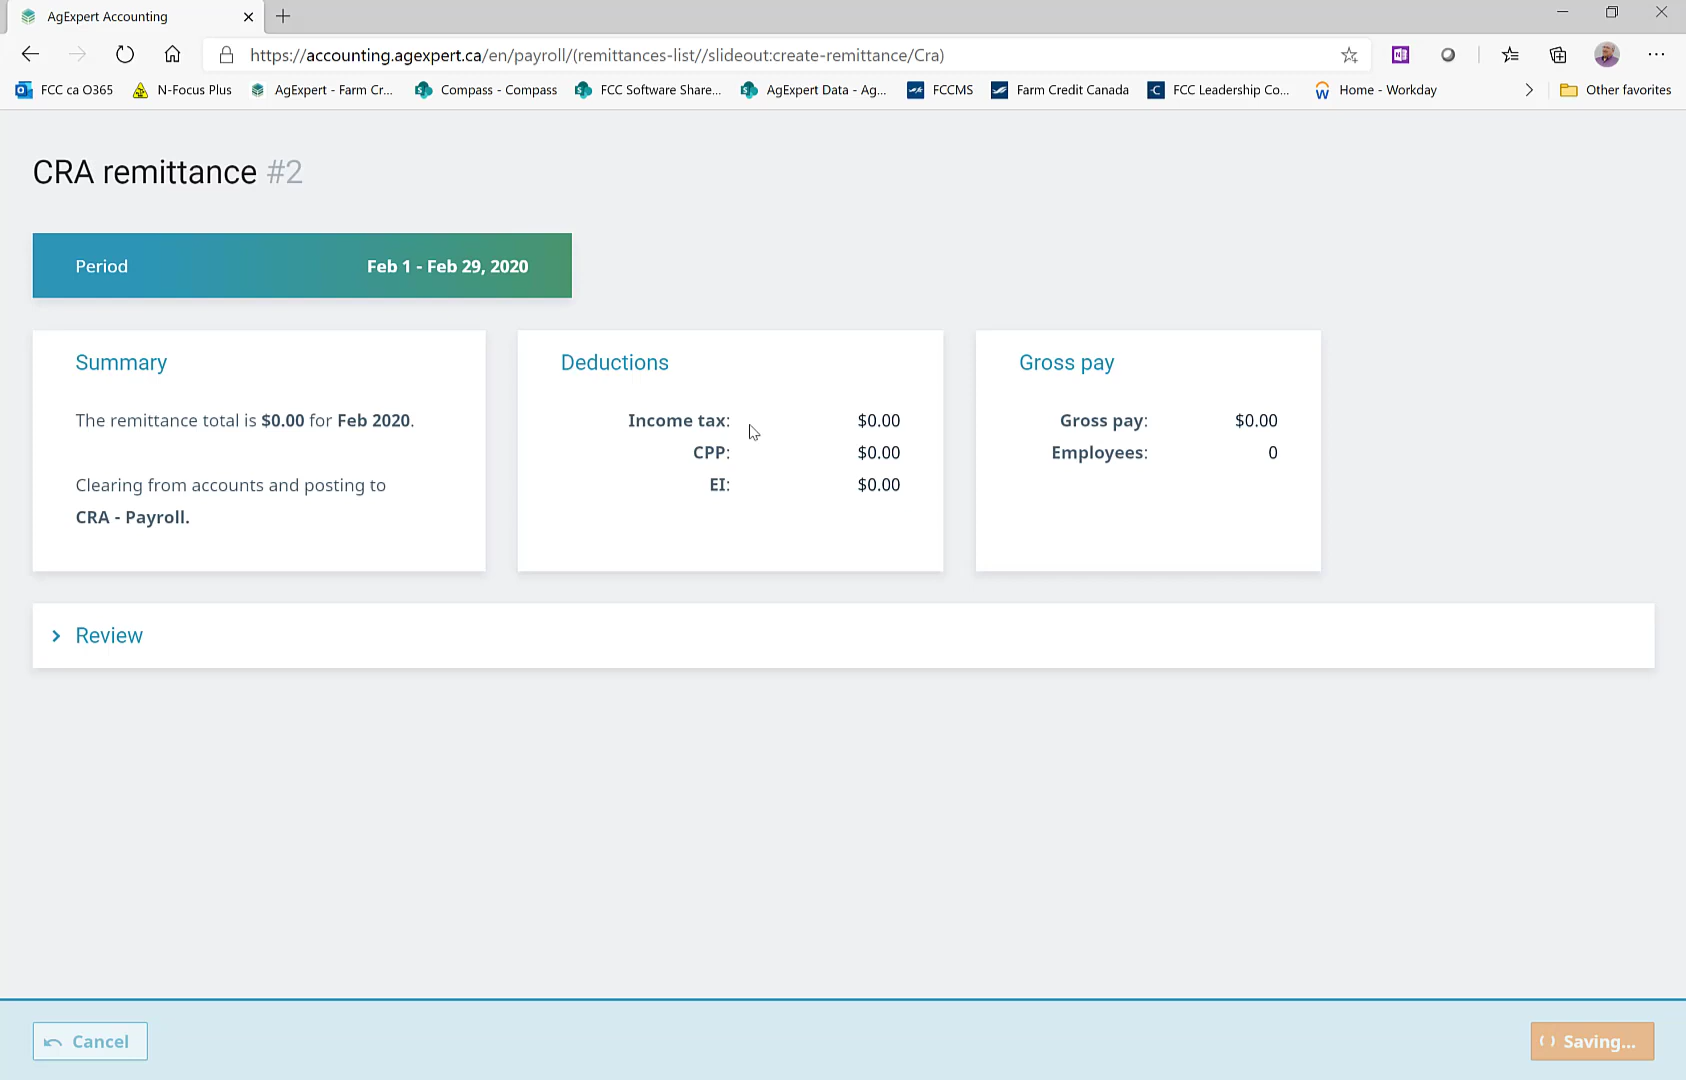 AgExpert Accounting
https://accounting.agexpert.ca/en/payroll/(remittances-list//slideout:create-remittance/Cra)
FCC ca O365 N-Focus Plus AgExpert - Farm Cr... Compass - Compass FCC Software Share... AgExpert Data - Ag... FCCMS Farm Credit Canada FCC Leadership Co... Home - Workday Other favorites
CRA remittance #2
Period Feb 1 - Feb 29, 2020
Summary
The remittance total is $0.00 for Feb 2020.
Clearing from accounts and posting to
CRA - Payroll.
Deductions
Income tax: $0.00
CPP: $0.00
EI: $0.00
Gross pay
Gross pay: $0.00
Employees: 0
Review
Cancel
Saving...